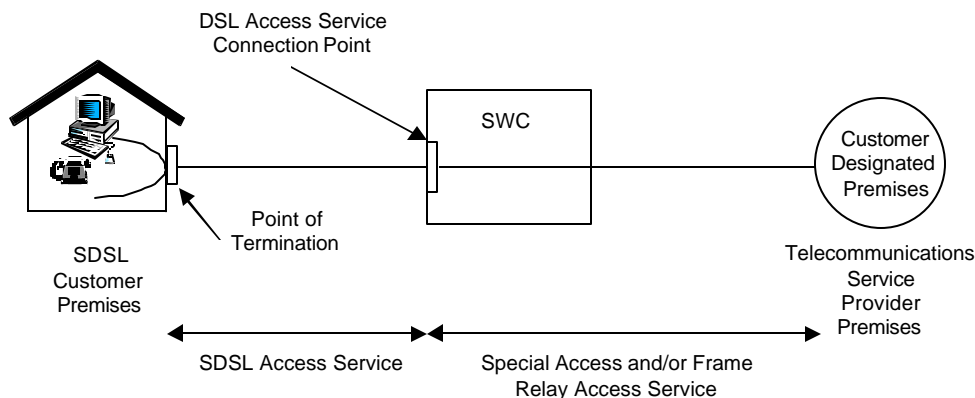 DSL Access Service
Connection Point
SWC
Customer
Designated
Premises
Point of
Termination
SDSL
Customer
Premises
Telecommunications
Service
Provider
Premises
SDSL Access Service
Special Access and/or Frame
Relay Access Service